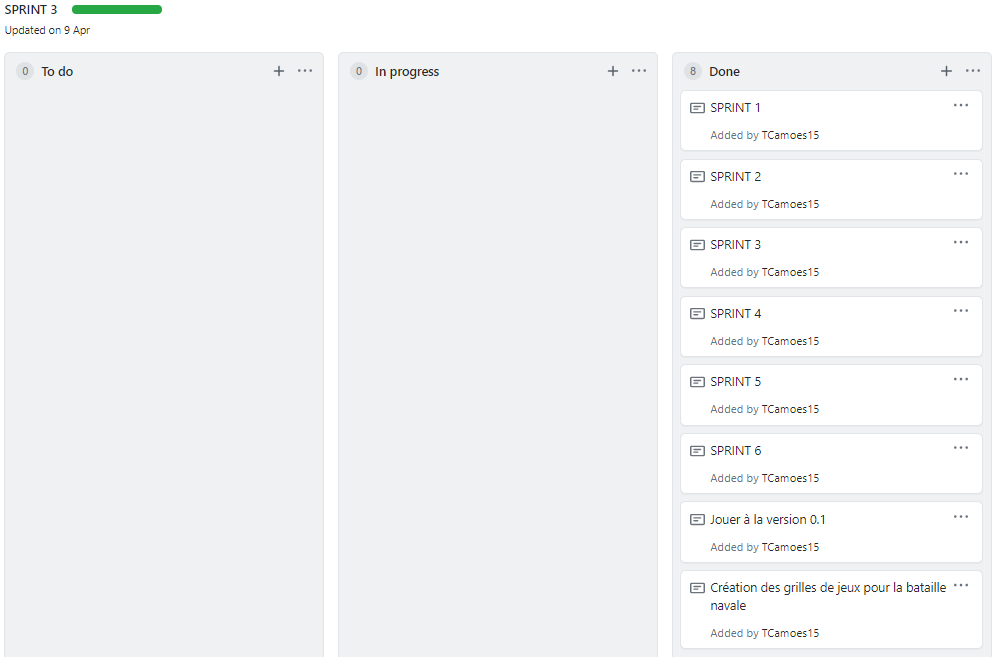 SPRINT 3
Updated on 9 Apr
0 To do
0 In progress
8 Done
SPRINT 1
Added by TCamoes15
SPRINT 2
Added by TCamoes15
SPRINT 3
Added by TCamoes15
SPRINT 4
Added by TCamoes15
SPRINT 5
Added by TCamoes15
SPRINT 6
Added by TCamoes15
Jouer à la version 0.1
Added by TCamoes15
Création des grilles de jeux pour la bataille
navale
Added by TCamoes15